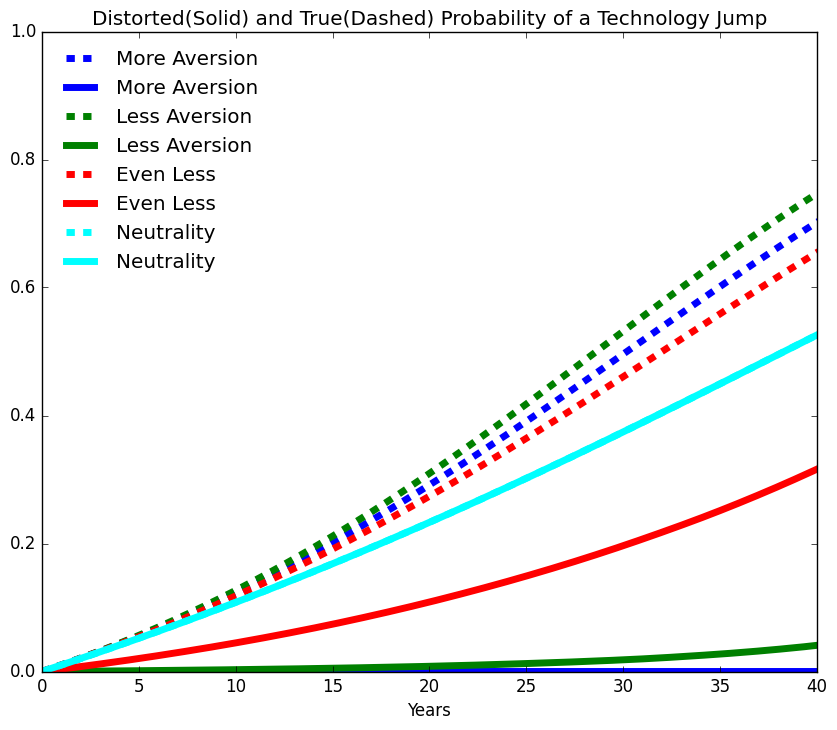 Distorted(Solid) and True(Dashed) Probability of a Technology Jump
1.0
More Aversion
More Aversion
Less Aversion
0.8
Less Aversion
Even Less
Even Less
Neutrality
Neutrality
0.6
0.4
0.2
0.0
0 5 10 15 20 25 30 35 40
Years